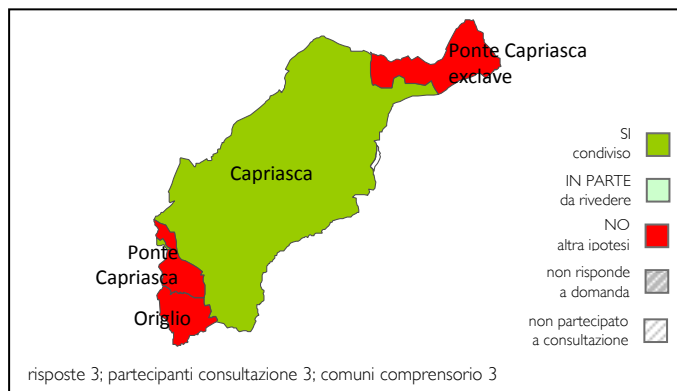 Ponte Capriasca
exclave
Capriasca
Ponte
Capriasca
Origlio
SI
condiviso
IN PARTE
da rivedere
NO
altra ipotesi
non risponde
a domanda
non partecipato
a consultazione
risposte 3; partecipanti consultazione 3; comuni comprensorio 3